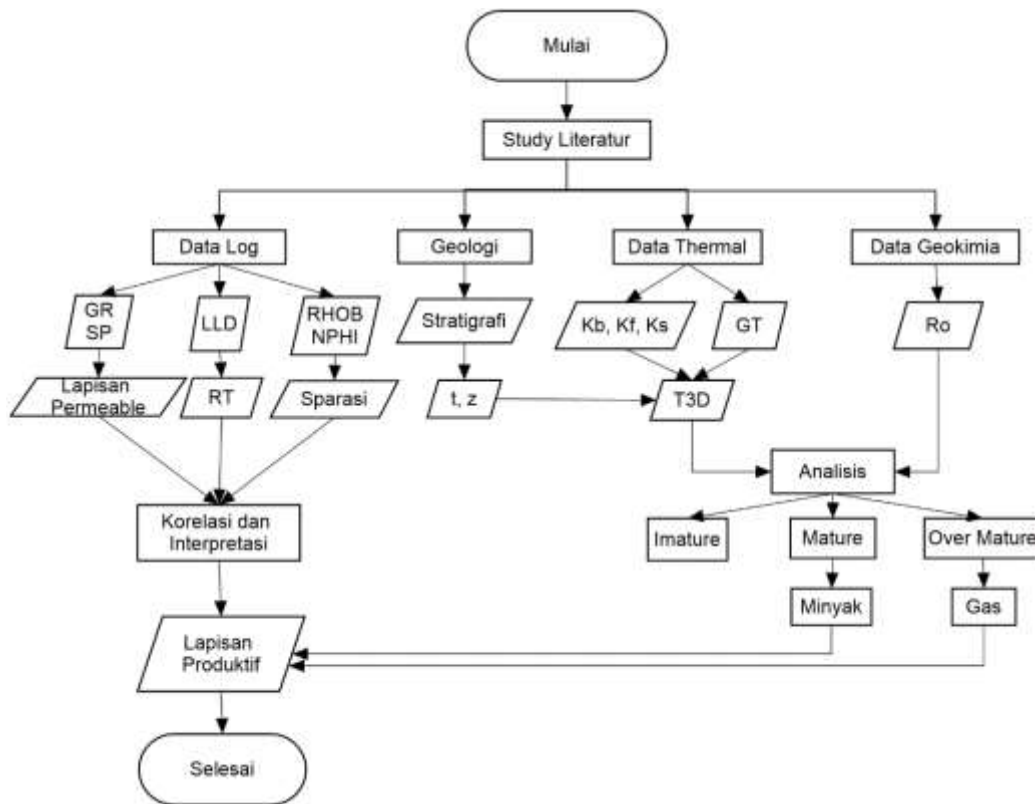 Mulai
Study Literatur
Data Log
Geologi
Data Thermal
Data Geokimia
GR
SP
LLD
RHOB
NPHI
Stratigrafi
Kb, Kf, Ks
GT
Ro
Lapisan
Permeable
RT
Sparasi
t, z
T3D
Analisis
Korelasi dan
Interpretasi
Imature
Mature
Over Mature
Minyak
Gas
Lapisan
Produktif
Selesai